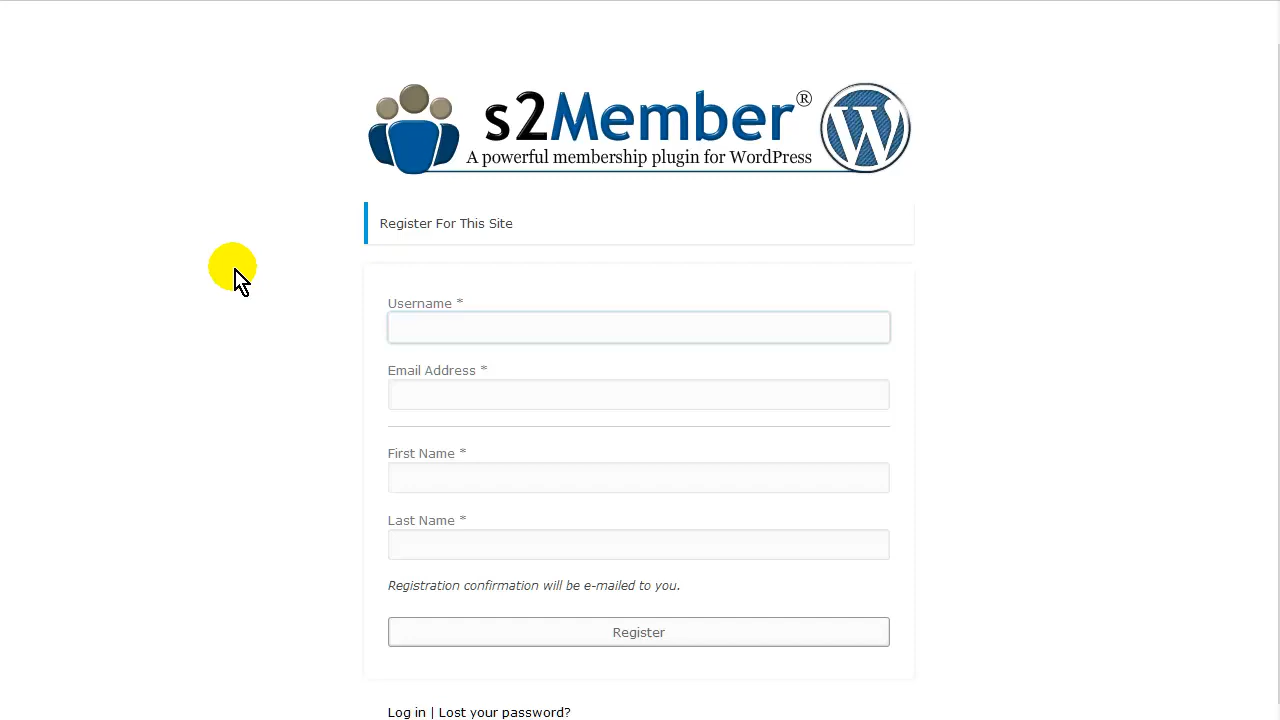 s2Member®
A powerful membership plugin for WordPress
Register For This Site
Username *
Email Address *
First Name *
Last Name *
Registration confirmation will be e-mailed to you.
Register
Log in | Lost your password?